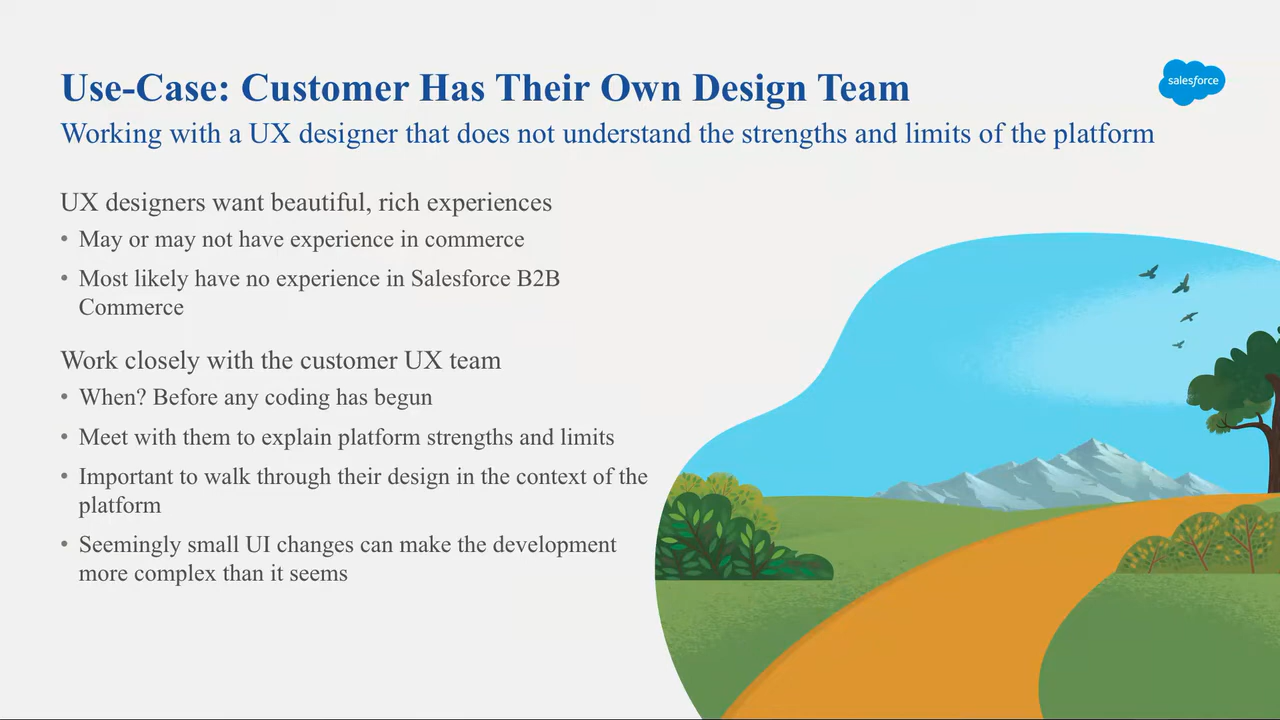 Use-Case: Customer Has Their Own Design Team
salesforce
Working with a UX designer that does not understand the strengths and limits of the platform
UX designers want beautiful, rich experiences
• May or may not have experience in commerce
• Most likely have no experience in Salesforce B2B
Commerce
Work closely with the customer UX team
• When? Before any coding has begun
• Meet with them to explain platform strengths and limits
• Important to walk through their design in the context of the
platform
• Seemingly small UI changes can make the development
more complex than it seems